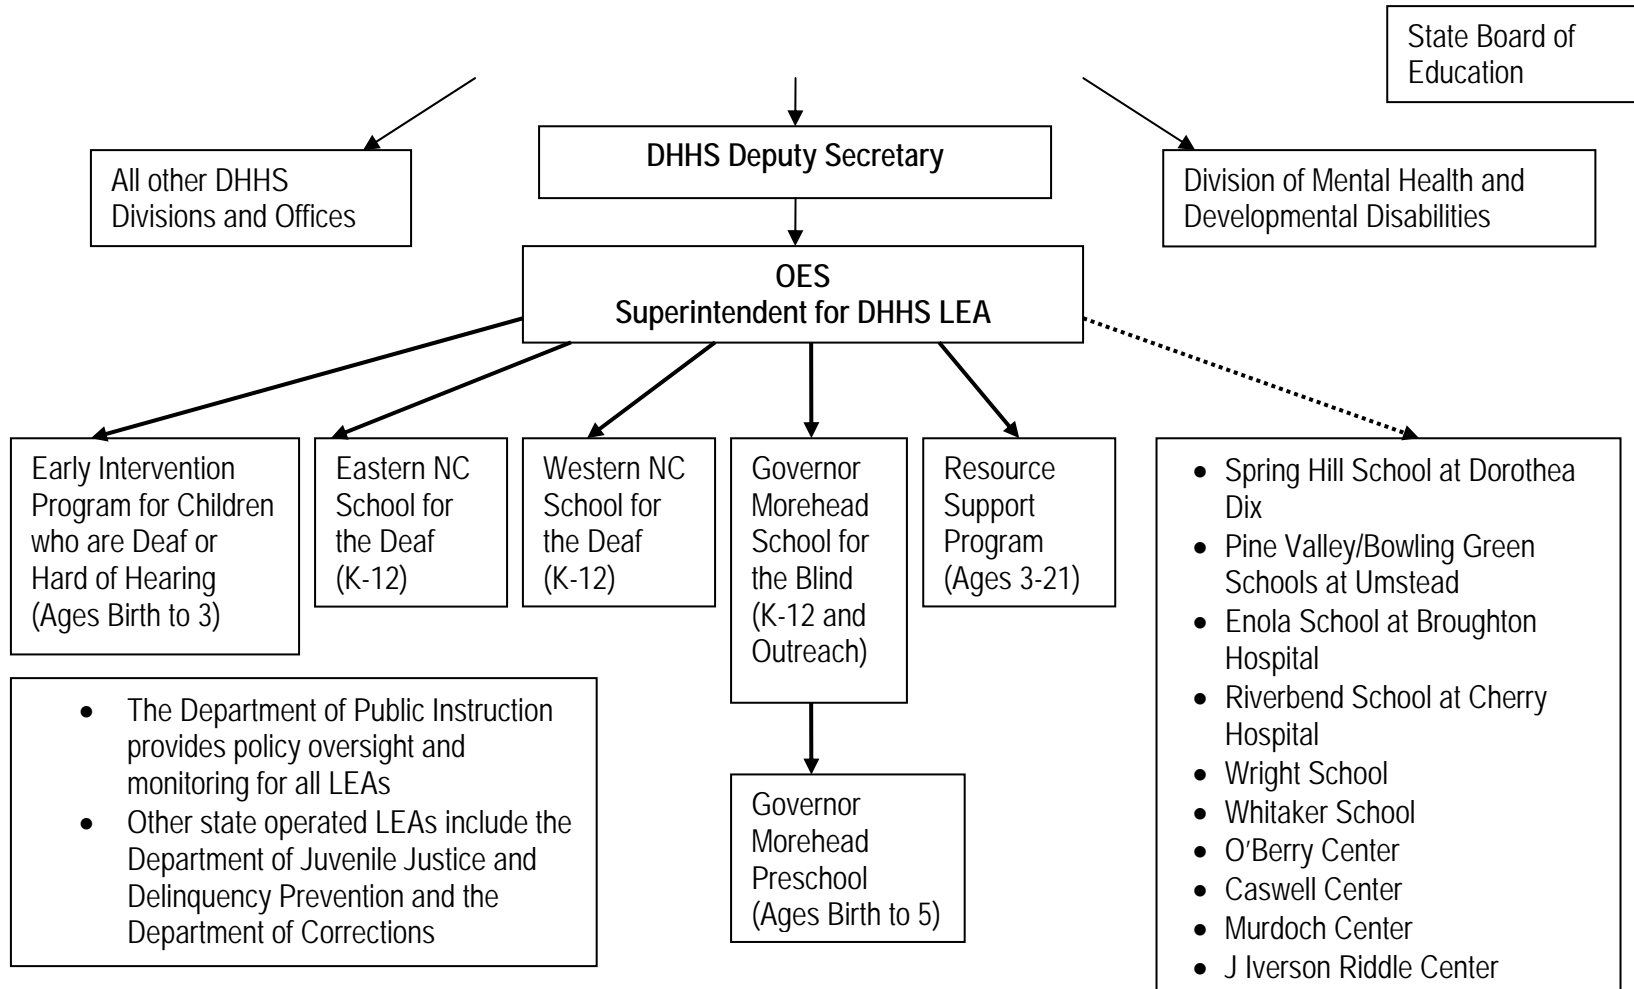 State Board of
Education
All other DHHS
Divisions and Offices
DHHS Deputy Secretary
Division of Mental Health and
Developmental Disabilities
OES
Superintendent for DHHS LEA
Early Intervention
Program for Children
who are Deaf or
Hard of Hearing
(Ages Birth to 3)
Eastern NC
School for
the Deaf
(K-12)
Western NC
School for
the Deaf
(K-12)
Governor
Morehead
School for
the Blind
(K-12 and
Outreach)
Resource
Support
Program
(Ages 3-21)
• Spring Hill School at Dorothea
Dix
• Pine Valley/Bowling Green
Schools at Umstead
• Enola School at Broughton
Hospital
• Riverbend School at Cherry
Hospital
• Wright School
• Whitaker School
• O'Berry Center
• Caswell Center
• Murdoch Center
• J Iverson Riddle Center
• The Department of Public Instruction
provides policy oversight and
monitoring for all LEAs
• Other state operated LEAs include the
Department of Juvenile Justice and
Delinquency Prevention and the
Department of Corrections
Governor
Morehead
Preschool
(Ages Birth to 5)